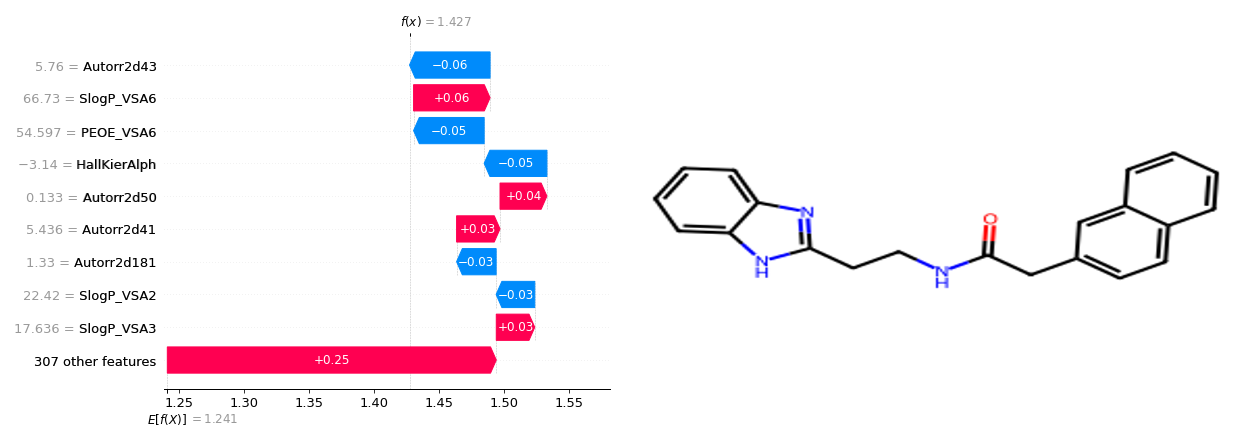 f(x) = 1.427
5.76 = Autorr2d43
−0.06
66.73 = SlogP_VSA6
+0.06
54.597 = PEOE_VSA6
−0.05
−3.14 = HallKierAlph
−0.05
0.133 = Autorr2d50
+0.04
5.436 = Autorr2d41
+0.03
1.33 = Autorr2d181
−0.03
22.42 = SlogP_VSA2
−0.03
17.636 = SlogP_VSA3
+0.03
307 other features
+0.25
1.25 1.30 1.35 1.40 1.45 1.50 1.55
E[f(X)] = 1.241
N
N
H
N
H
O